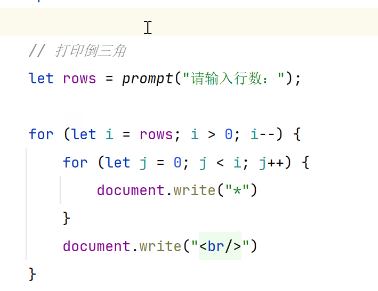 // 打印倒三角
let rows = prompt("请输入行数：");
for (let i = rows; i > 0; i--) {
for (let j = 0; j < i; j++) {
document.write("*")
}
document.write("<br/>")
}